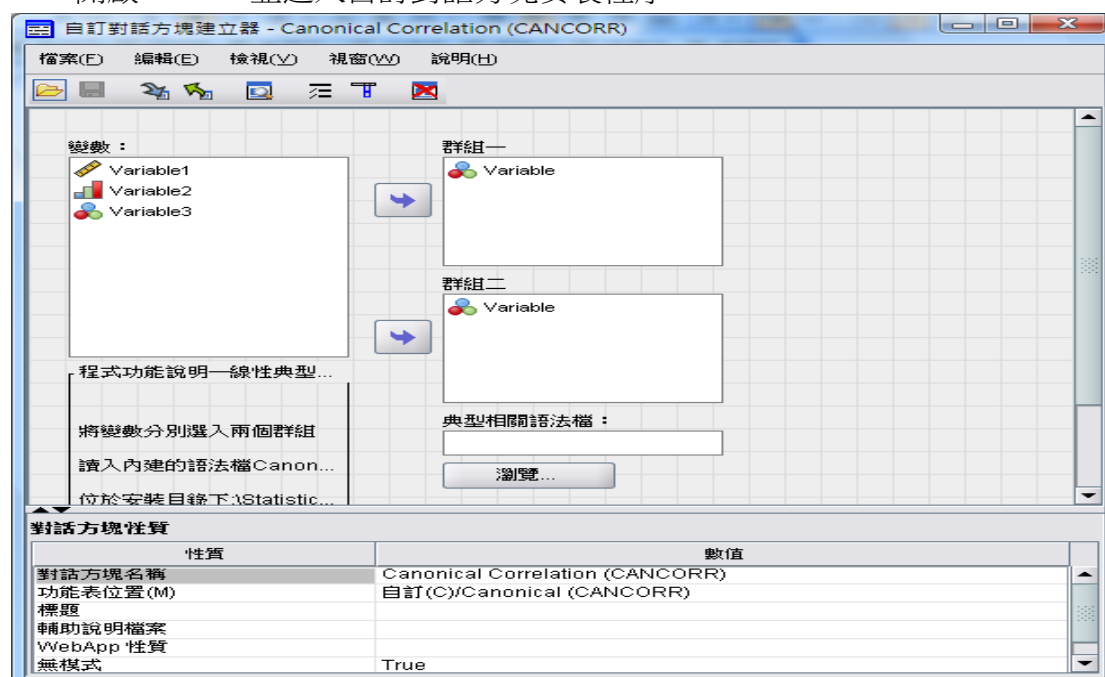 自訂對話方塊建立器 - Canonical Correlation (CANCORR)
檔案(F) 編輯(E) 檢視(V) 視窗(W) 說明(H)
變數：
Variable1
Variable2
Variable3
群組一
Variable
群組二
Variable
程式功能說明—線性典型...
將變數分別選入兩個群組
讀入內建的語法檔Canon...
位於安裝目錄下:\Statistic...
典型相關語法檔：
瀏覽...
對話方塊性質
性質 數值
對話方塊名稱 Canonical Correlation (CANCORR)
功能表位置(M) 自訂(C)/Canonical (CANCORR)
標題
輔助說明檔案
WebApp 性質
無模式 True